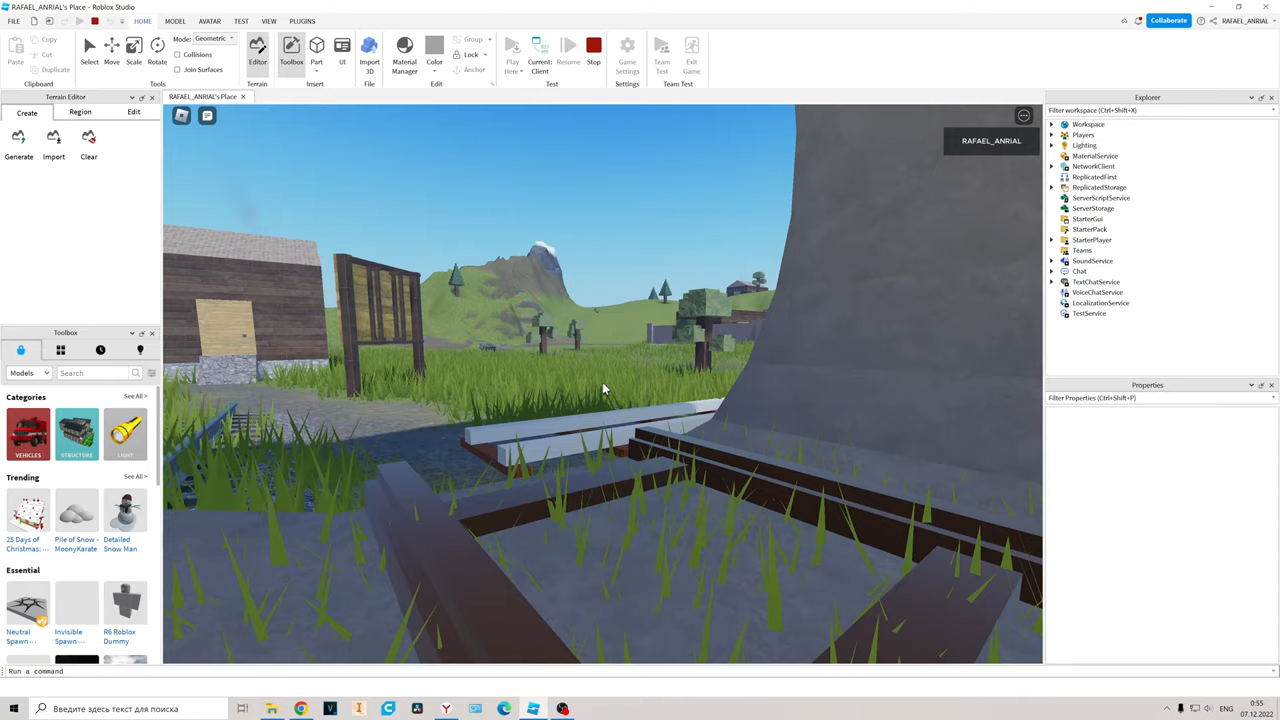 RAFAEL_ANRIAL's Place - Roblox Studio
FILE HOME MODEL AVATAR TEST VIEW PLUGINS Collaborate RAFAEL_ANRIAL
Paste Copy Cut Duplicate
Clipboard
Select Move Scale Rotate
Mode: Geometric
Collisions
Join Surfaces
Tools
Editor
Terrain
Toolbox Part UI
Insert
Import 3D
File
Material Manager Color
Group
Lock
Anchor
Edit
Play Here Current: Client Resume Stop
Test
Game Settings
Settings
Team Test Exit Game
Team Test
Terrain Editor
Create Region Edit
Generate Import Clear
Toolbox
Models Search
Categories See All >
VEHICLES STRUCTURE LIGHT
Trending See All >
25 Days of Christmas:... Pile of Snow - MoonyKarate Detailed Snow Man
Essential See All >
Neutral Spawn... Invisible Spawn... R6 Roblox Dummy
RAFAEL_ANRIAL's Place
RAFAEL_ANRIAL
Explorer
Filter workspace (Ctrl+Shift+X)
Workspace
Players
Lighting
MaterialService
NetworkClient
ReplicatedFirst
ReplicatedStorage
ServerScriptService
ServerStorage
StarterGui
StarterPack
StarterPlayer
Teams
SoundService
Chat
TextChatService
VoiceChatService
LocalizationService
TestService
Properties
Filter Properties (Ctrl+Shift+P)
Run a command
Введите здесь текст для поиска
ENG
0:55
07.12.2022